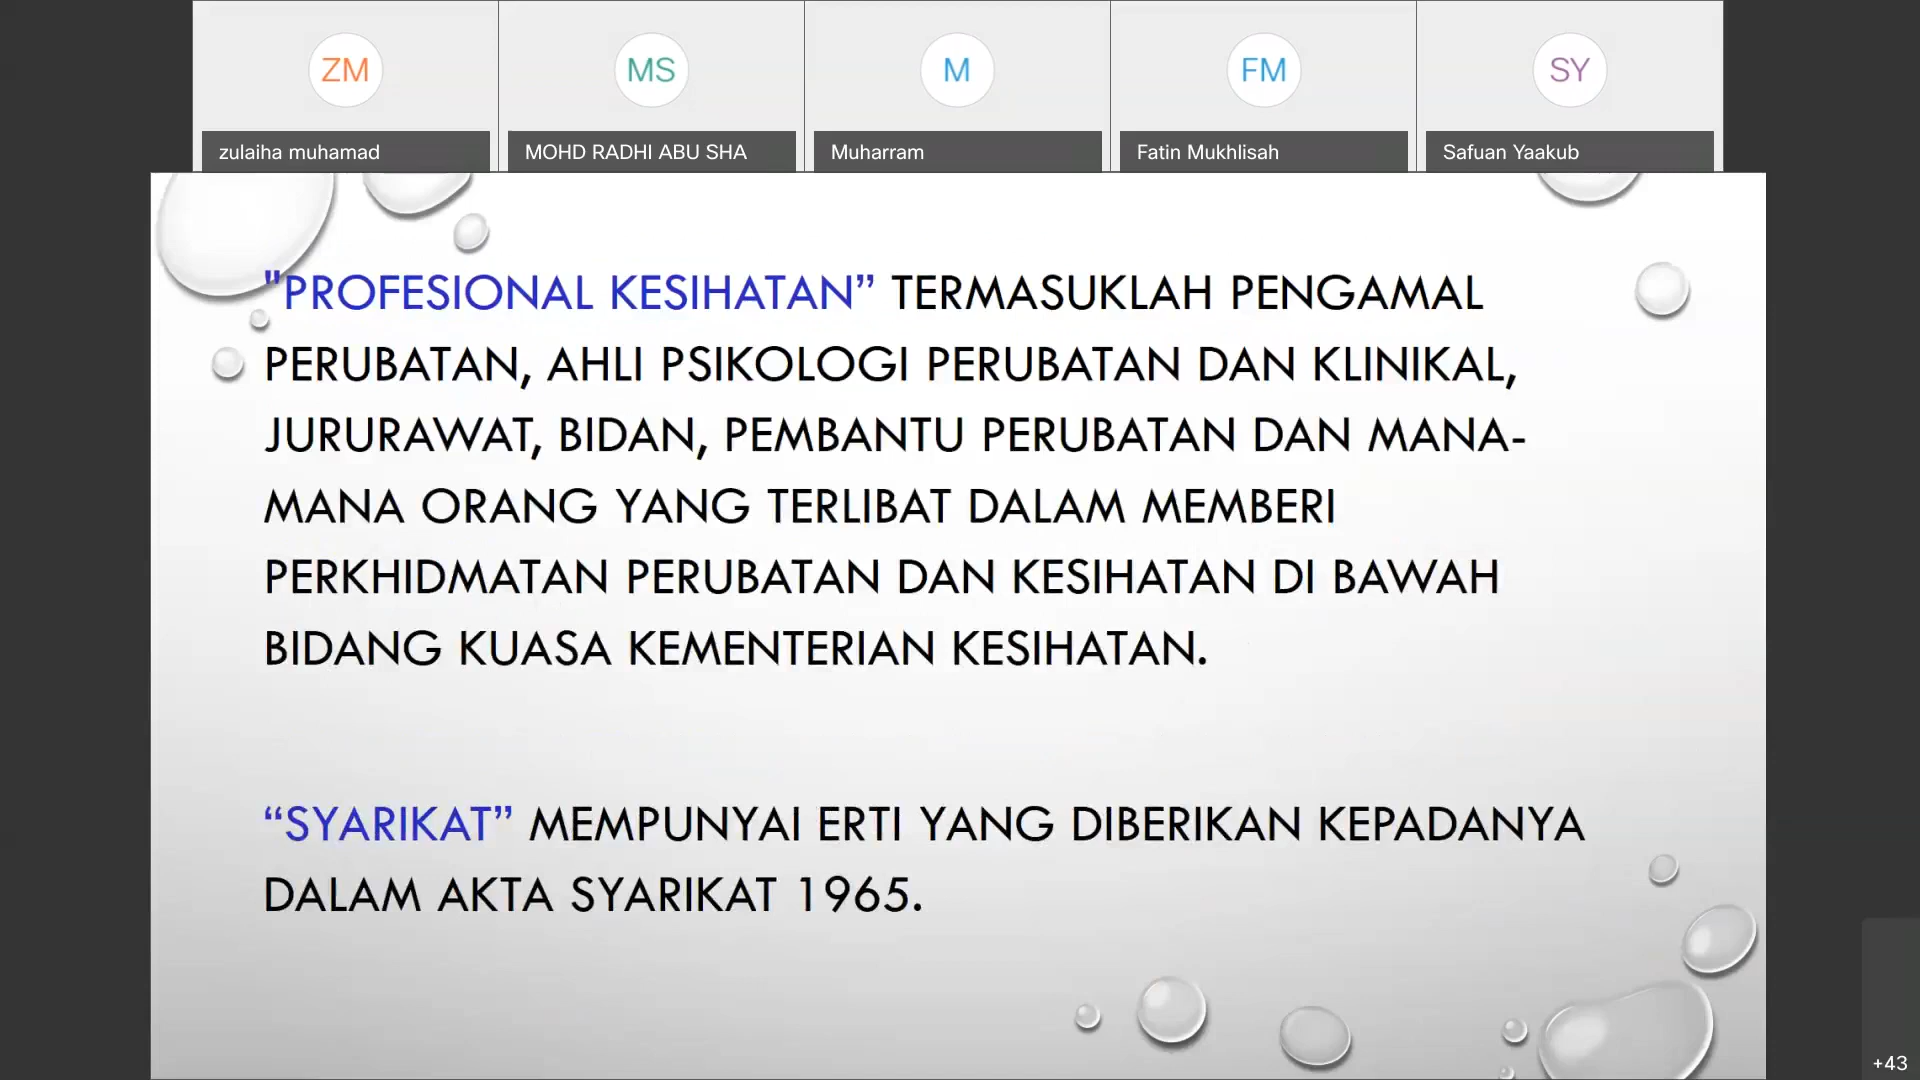 ZM
MS
M
FM
SY
zulaiha muhamad
MOHD RADHI ABU SHA
Muharram
Fatin Mukhlisah
Safuan Yaakub
"PROFESIONAL KESIHATAN” TERMASUKLAH PENGAMAL
PERUBATAN, AHLI PSIKOLOGI PERUBATAN DAN KLINIKAL,
JURURAWAT, BIDAN, PEMBANTU PERUBATAN DAN MANA-
MANA ORANG YANG TERLIBAT DALAM MEMBERI
PERKHIDMATAN PERUBATAN DAN KESIHATAN DI BAWAH
BIDANG KUASA KEMENTERIAN KESIHATAN.
“SYARIKAT” MEMPUNYAI ERTI YANG DIBERIKAN KEPADANYA
DALAM AKTA SYARIKAT 1965.
+43